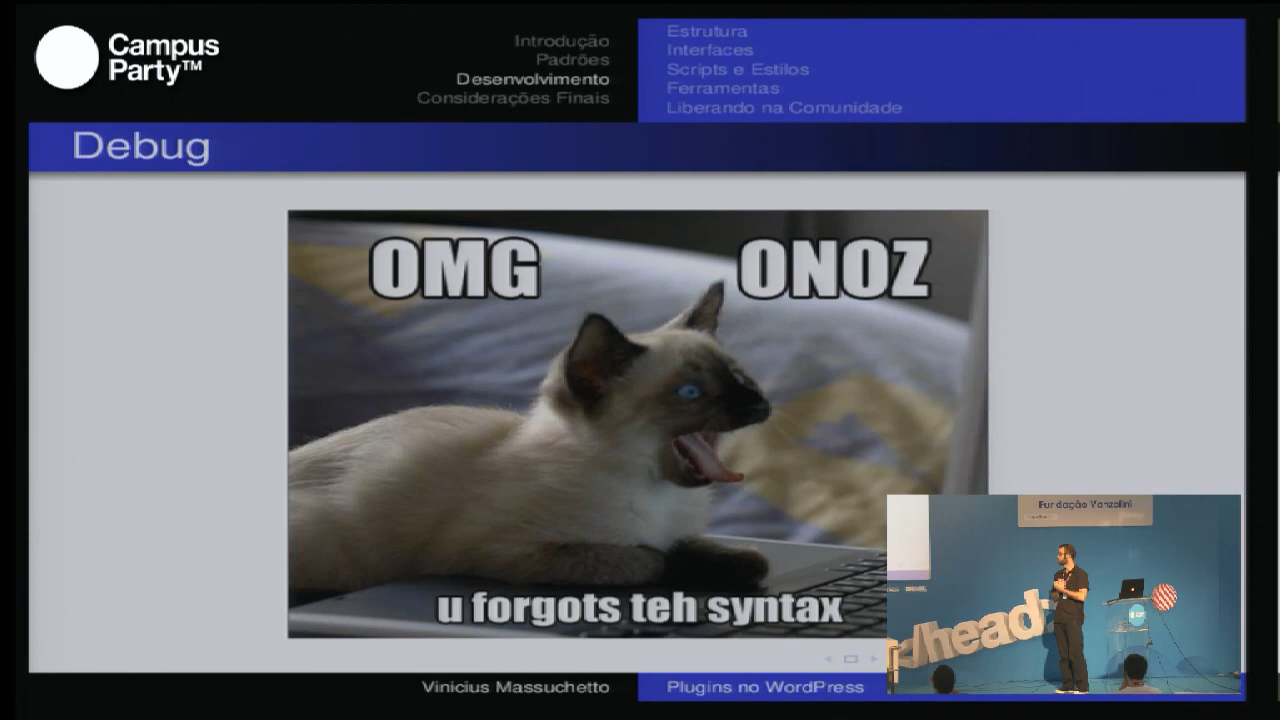 Campus
Party™
Introdução
Padrões
Desenvolvimento
Considerações Finais
Estrutura
Interfaces
Scripts e Estilos
Ferramentas
Liberando na Comunidade
Debug
OMG ONOZ
u forgots teh syntax
Fundação Vanzolini
/head
Vinicius Massuchetto
Plugins no WordPress